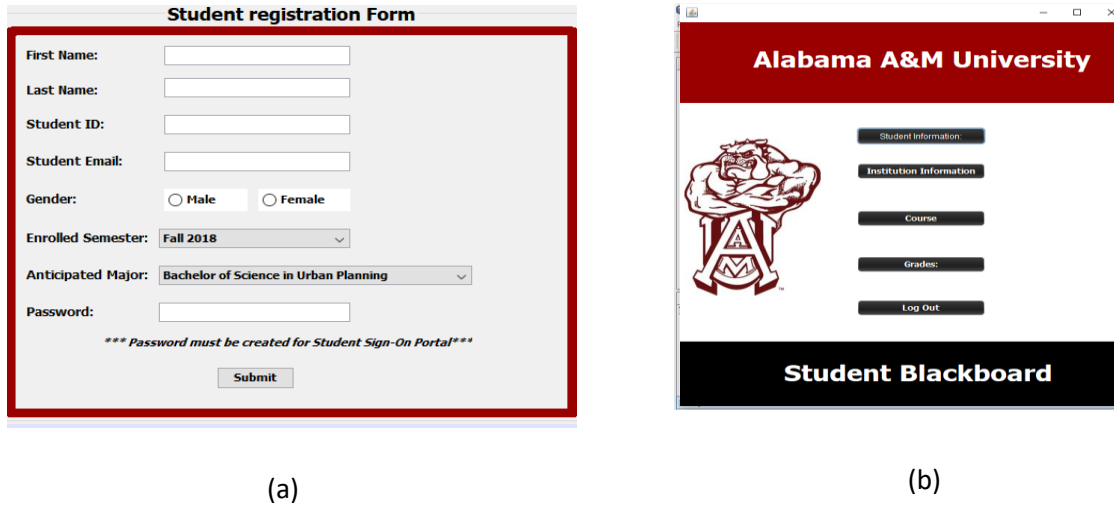 Student registration Form
First Name:
Last Name:
Student ID:
Student Email:
Gender: Male Female
Enrolled Semester: Fall 2018
Anticipated Major: Bachelor of Science in Urban Planning
Password:
*** Password must be created for Student Sign-On Portal***
Submit
(a)
Alabama A&M University
Student Information:
Institution Information
Course
Grades:
Log Out
AAM
TM
Student Blackboard
(b)